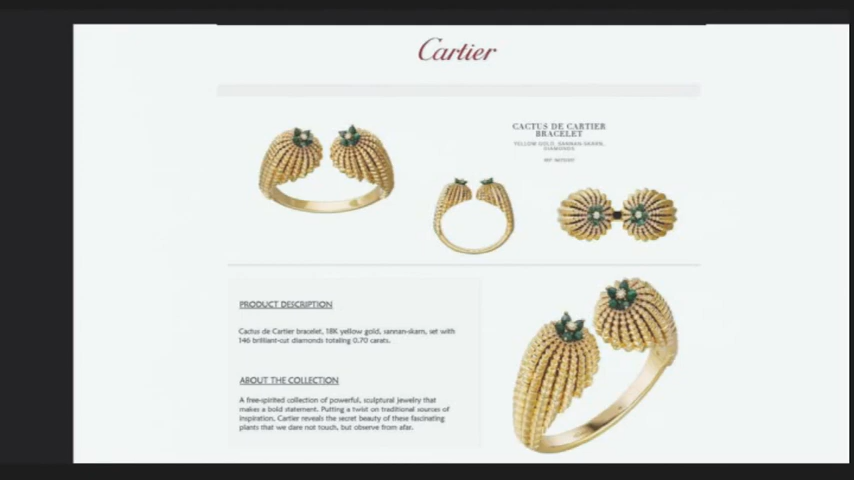 Cartier
CACTUS DE CARTIER
BRACELET
YELLOW GOLD, SANNAN-SKARN,
DIAMONDS
PRODUCT DESCRIPTION
Cactus de Cartier bracelet, 18K yellow gold, sannan-skarn, set with
146 brilliant-cut diamonds totaling 0.70 carats.
ABOUT THE COLLECTION
A free-spirited collection of powerful, sculptural jewelry that
makes a bold statement. Putting a twist on traditional sources of
inspiration. Cartier reveals the secret beauty of these fascinating
plants that we dare not touch, but observe from afar.